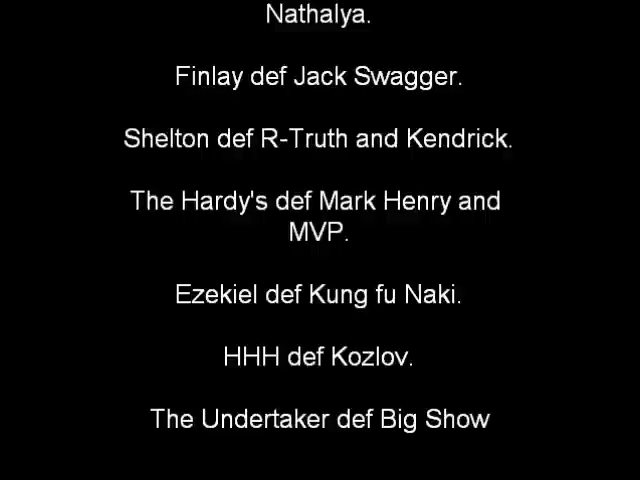 Nathalya.
Finlay def Jack Swagger.
Shelton def R-Truth and Kendrick.
The Hardy's def Mark Henry and
MVP.
Ezekiel def Kung fu Naki.
HHH def Kozlov.
The Undertaker def Big Show